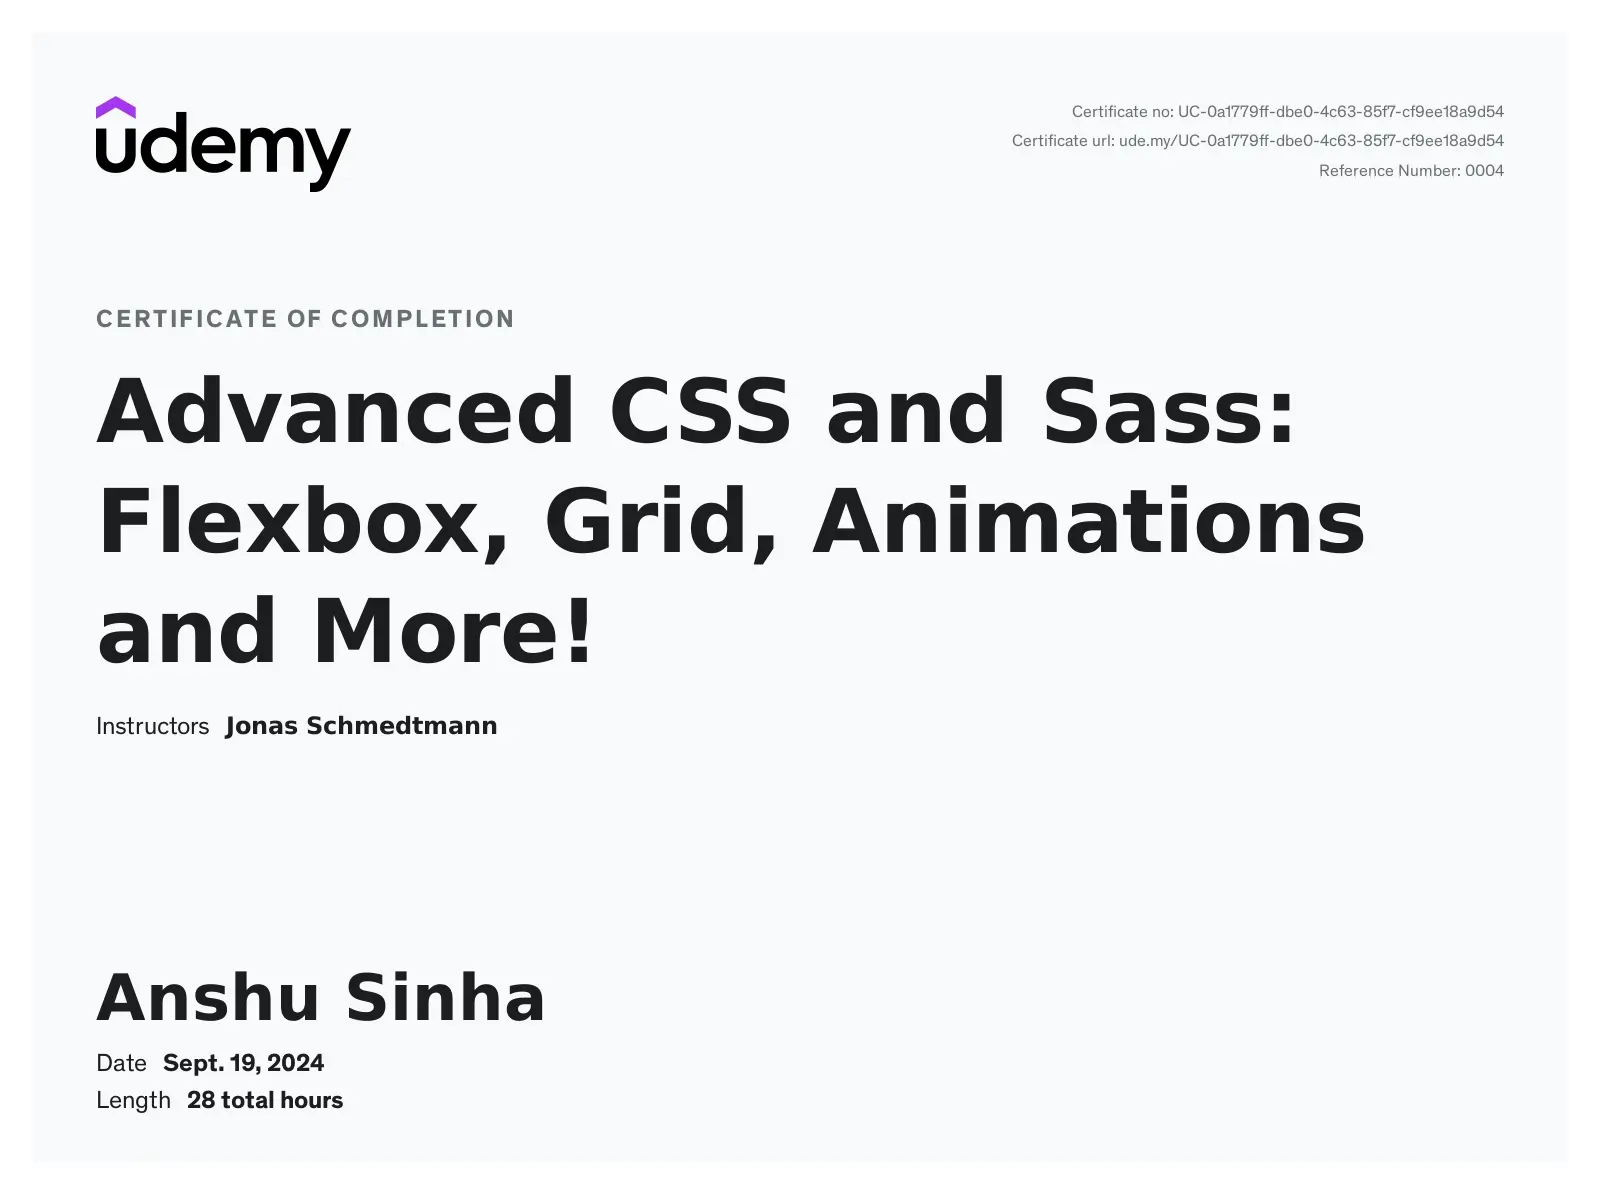 udemy
Certificate no: UC-0a1779ff-dbe0-4c63-85f7-cf9ee18a9d54
Certificate url: ude.my/UC-0a1779ff-dbe0-4c63-85f7-cf9ee18a9d54
Reference Number: 0004
CERTIFICATE OF COMPLETION
Advanced CSS and Sass:
Flexbox, Grid, Animations
and More!
Instructors Jonas Schmedtmann
Anshu Sinha
Date Sept. 19, 2024
Length 28 total hours